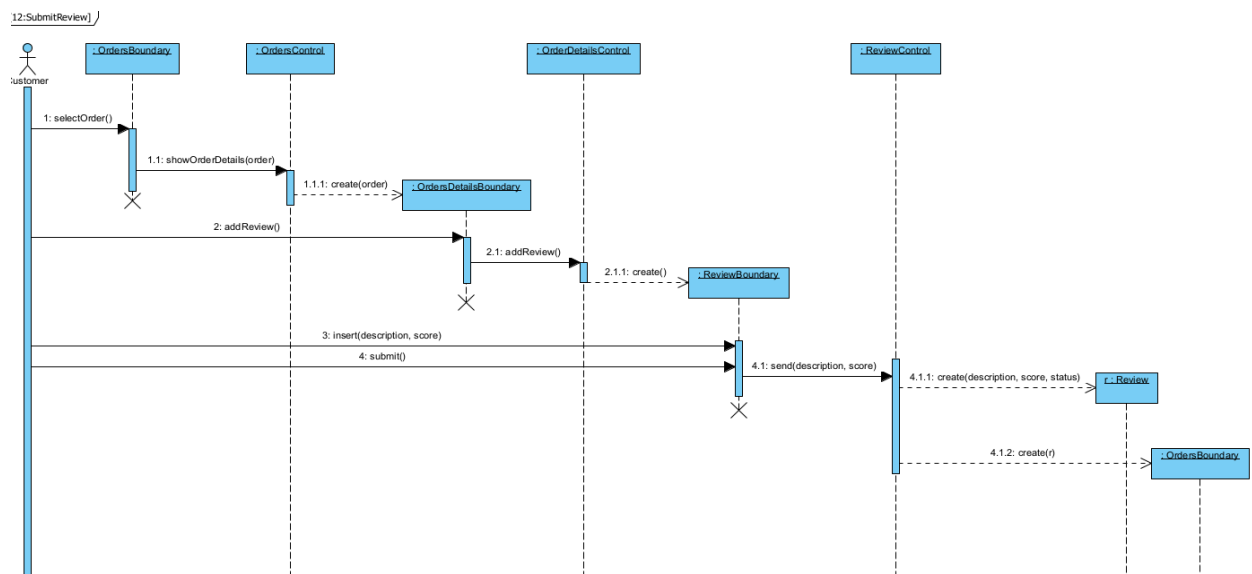 12:SubmitReview]
: OrdersBoundary
: OrdersControl
: OrderDetailsControl
: ReviewControl
Customer
1: selectOrder()
1.1: showOrderDetails(order)
1.1.1: create(order)
: OrdersDetailsBoundary
2: addReview()
2.1: addReview()
2.1.1: create()
: ReviewBoundary
3: insert(description, score)
4: submit()
4.1: send(description, score)
4.1.1: create(description, score, status)
r : Review
4.1.2: create(r)
: OrdersBoundary